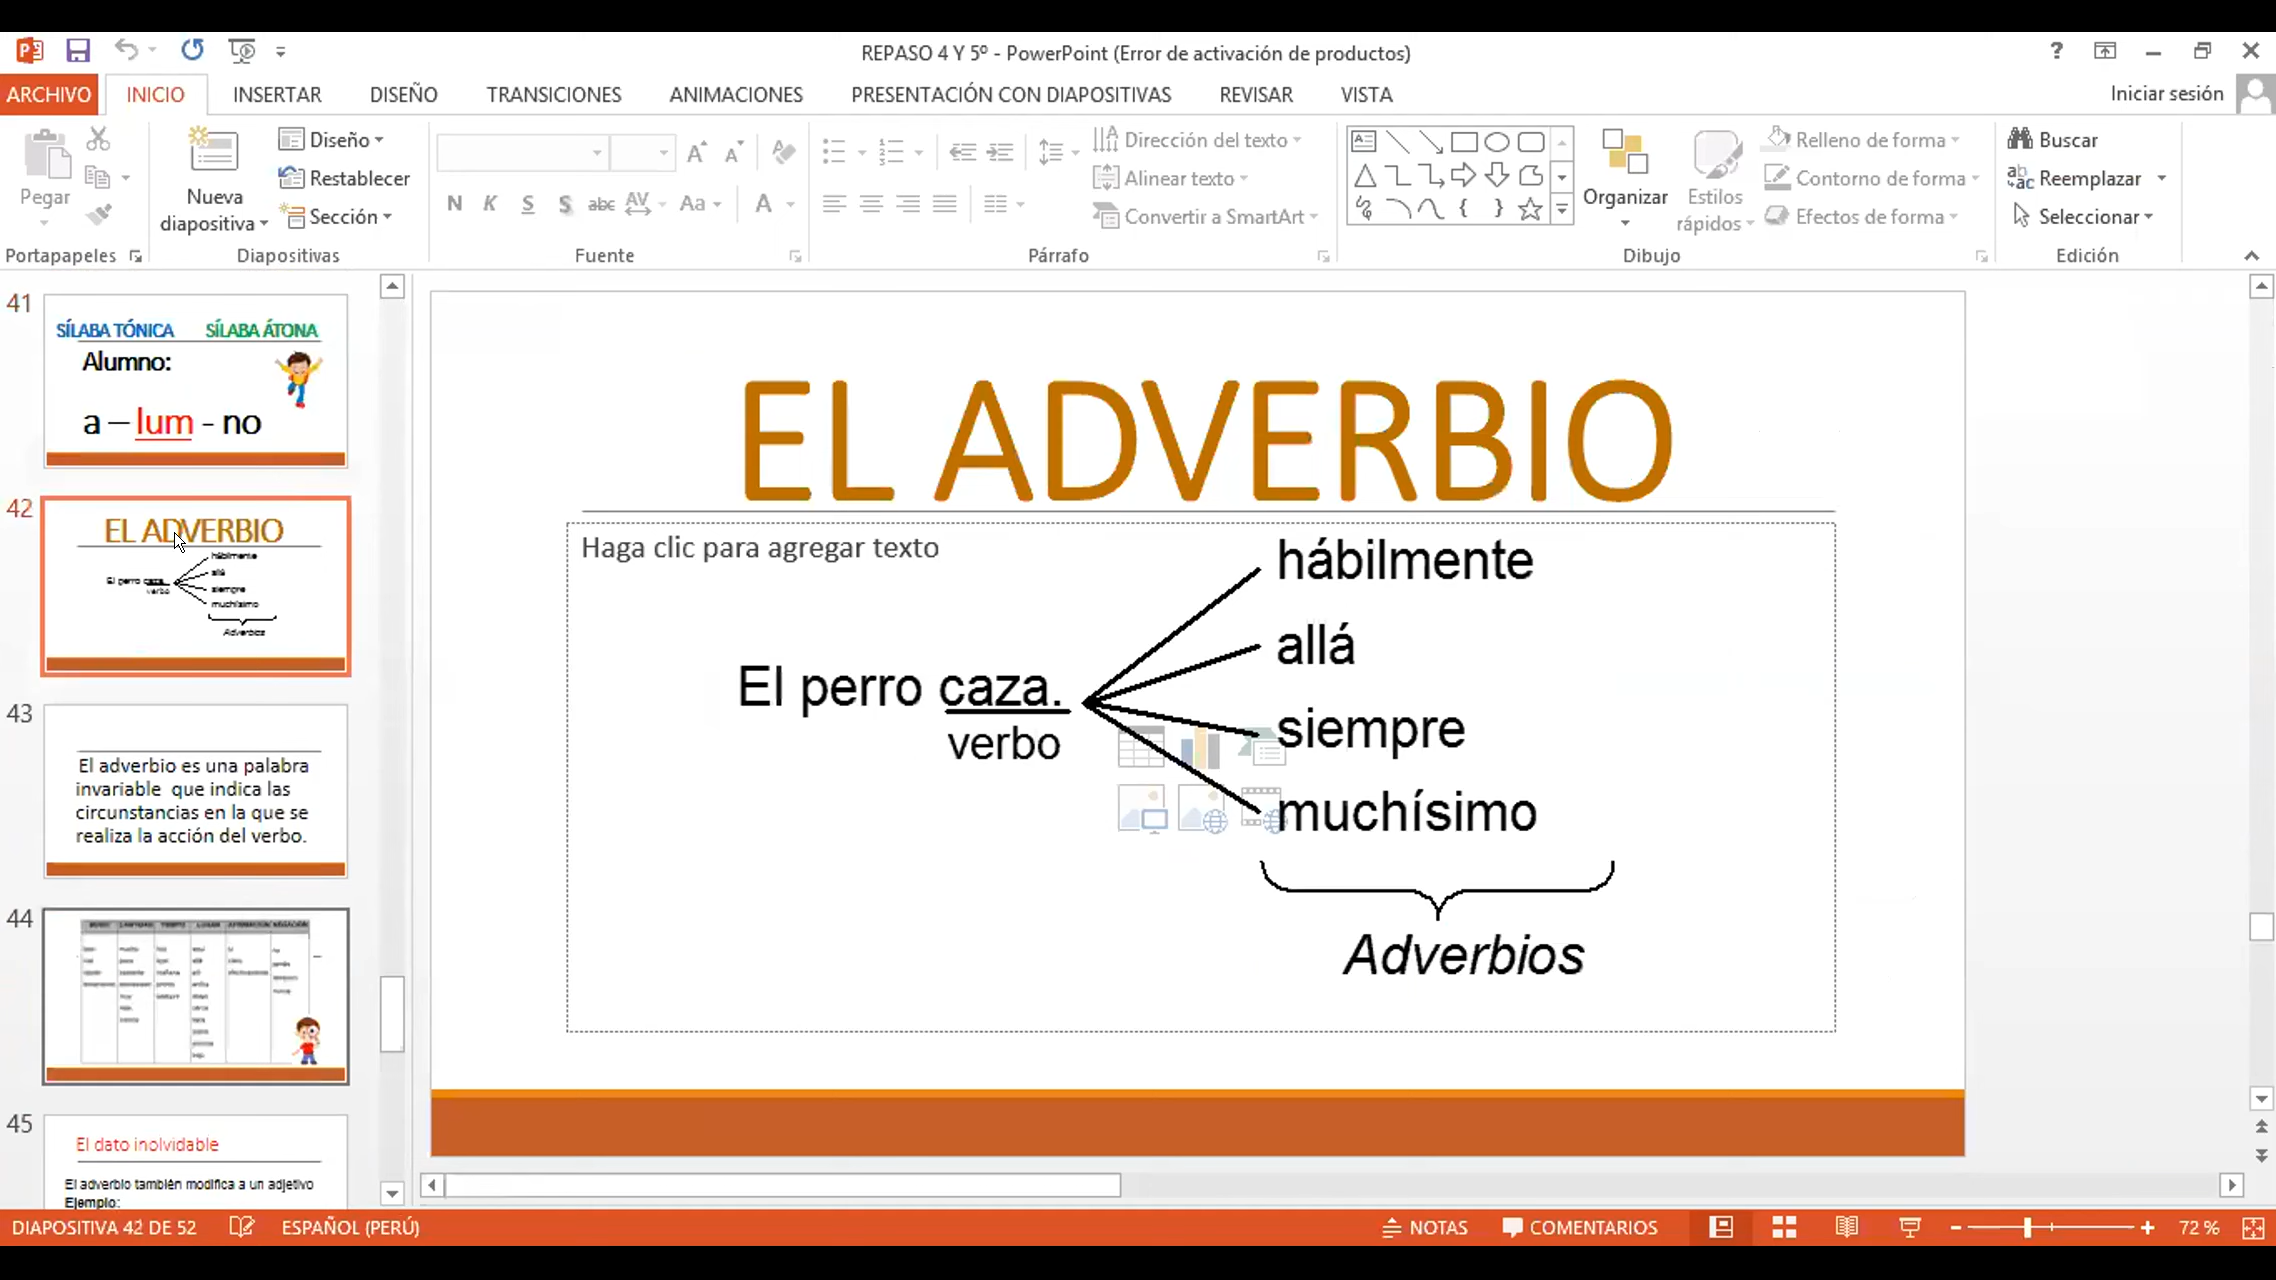 REPASO 4 Y 5º - PowerPoint (Error de activación de productos)
ARCHIVO INICIO INSERTAR DISEÑO TRANSICIONES ANIMACIONES PRESENTACIÓN CON DIAPOSITIVAS REVISAR VISTA Iniciar sesión
Pegar
Nueva diapositiva
Diseño
Restablecer
Sección
N K S S abc AV Aa A
Dirección del texto
Alinear texto
Convertir a SmartArt
Organizar
Estilos rápidos
Relleno de forma
Contorno de forma
Efectos de forma
Buscar
Reemplazar
Seleccionar
Portapapeles Diapositivas Fuente Párrafo Dibujo Edición
41
SÍLABA TÓNICA SÍLABA ÁTONA
Alumno:
a – lum - no
42
EL ADVERBIO
hábilmente
allá
El perro caza.
verbo
siempre
muchísimo
Adverbios
43
El adverbio es una palabra
invariable que indica las
circunstancias en la que se
realiza la acción del verbo.
44
45
El dato inolvidable
El adverbio también modifica a un adjetivo
Ejemplo:
EL ADVERBIO
Haga clic para agregar texto
hábilmente
allá
El perro caza.
verbo
siempre
muchísimo
Adverbios
DIAPOSITIVA 42 DE 52 ESPAÑOL (PERÚ) NOTAS COMENTARIOS 72 %